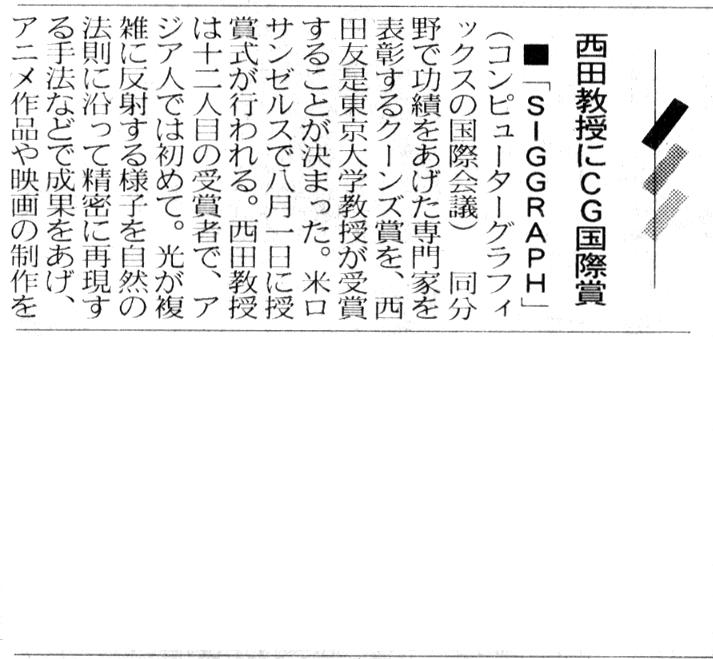 西田教授にCG国際賞
■「SIGGRAPH」
(コンピューターグラフィ
ックスの国際会議) 同分
野で功績をあげた専門家を
表彰するクーンズ賞を、西
田友是東京大学教授が受賞
することが決まった。米ロ
サンゼルスで八月一日に授
賞式が行われる。西田教授
は十二人目の受賞者で、ア
ジア人では初めて。光が複
雑に反射する様子を自然の
法則に沿って精密に再現す
る手法などで成果をあげ、
アニメ作品や映画の制作を